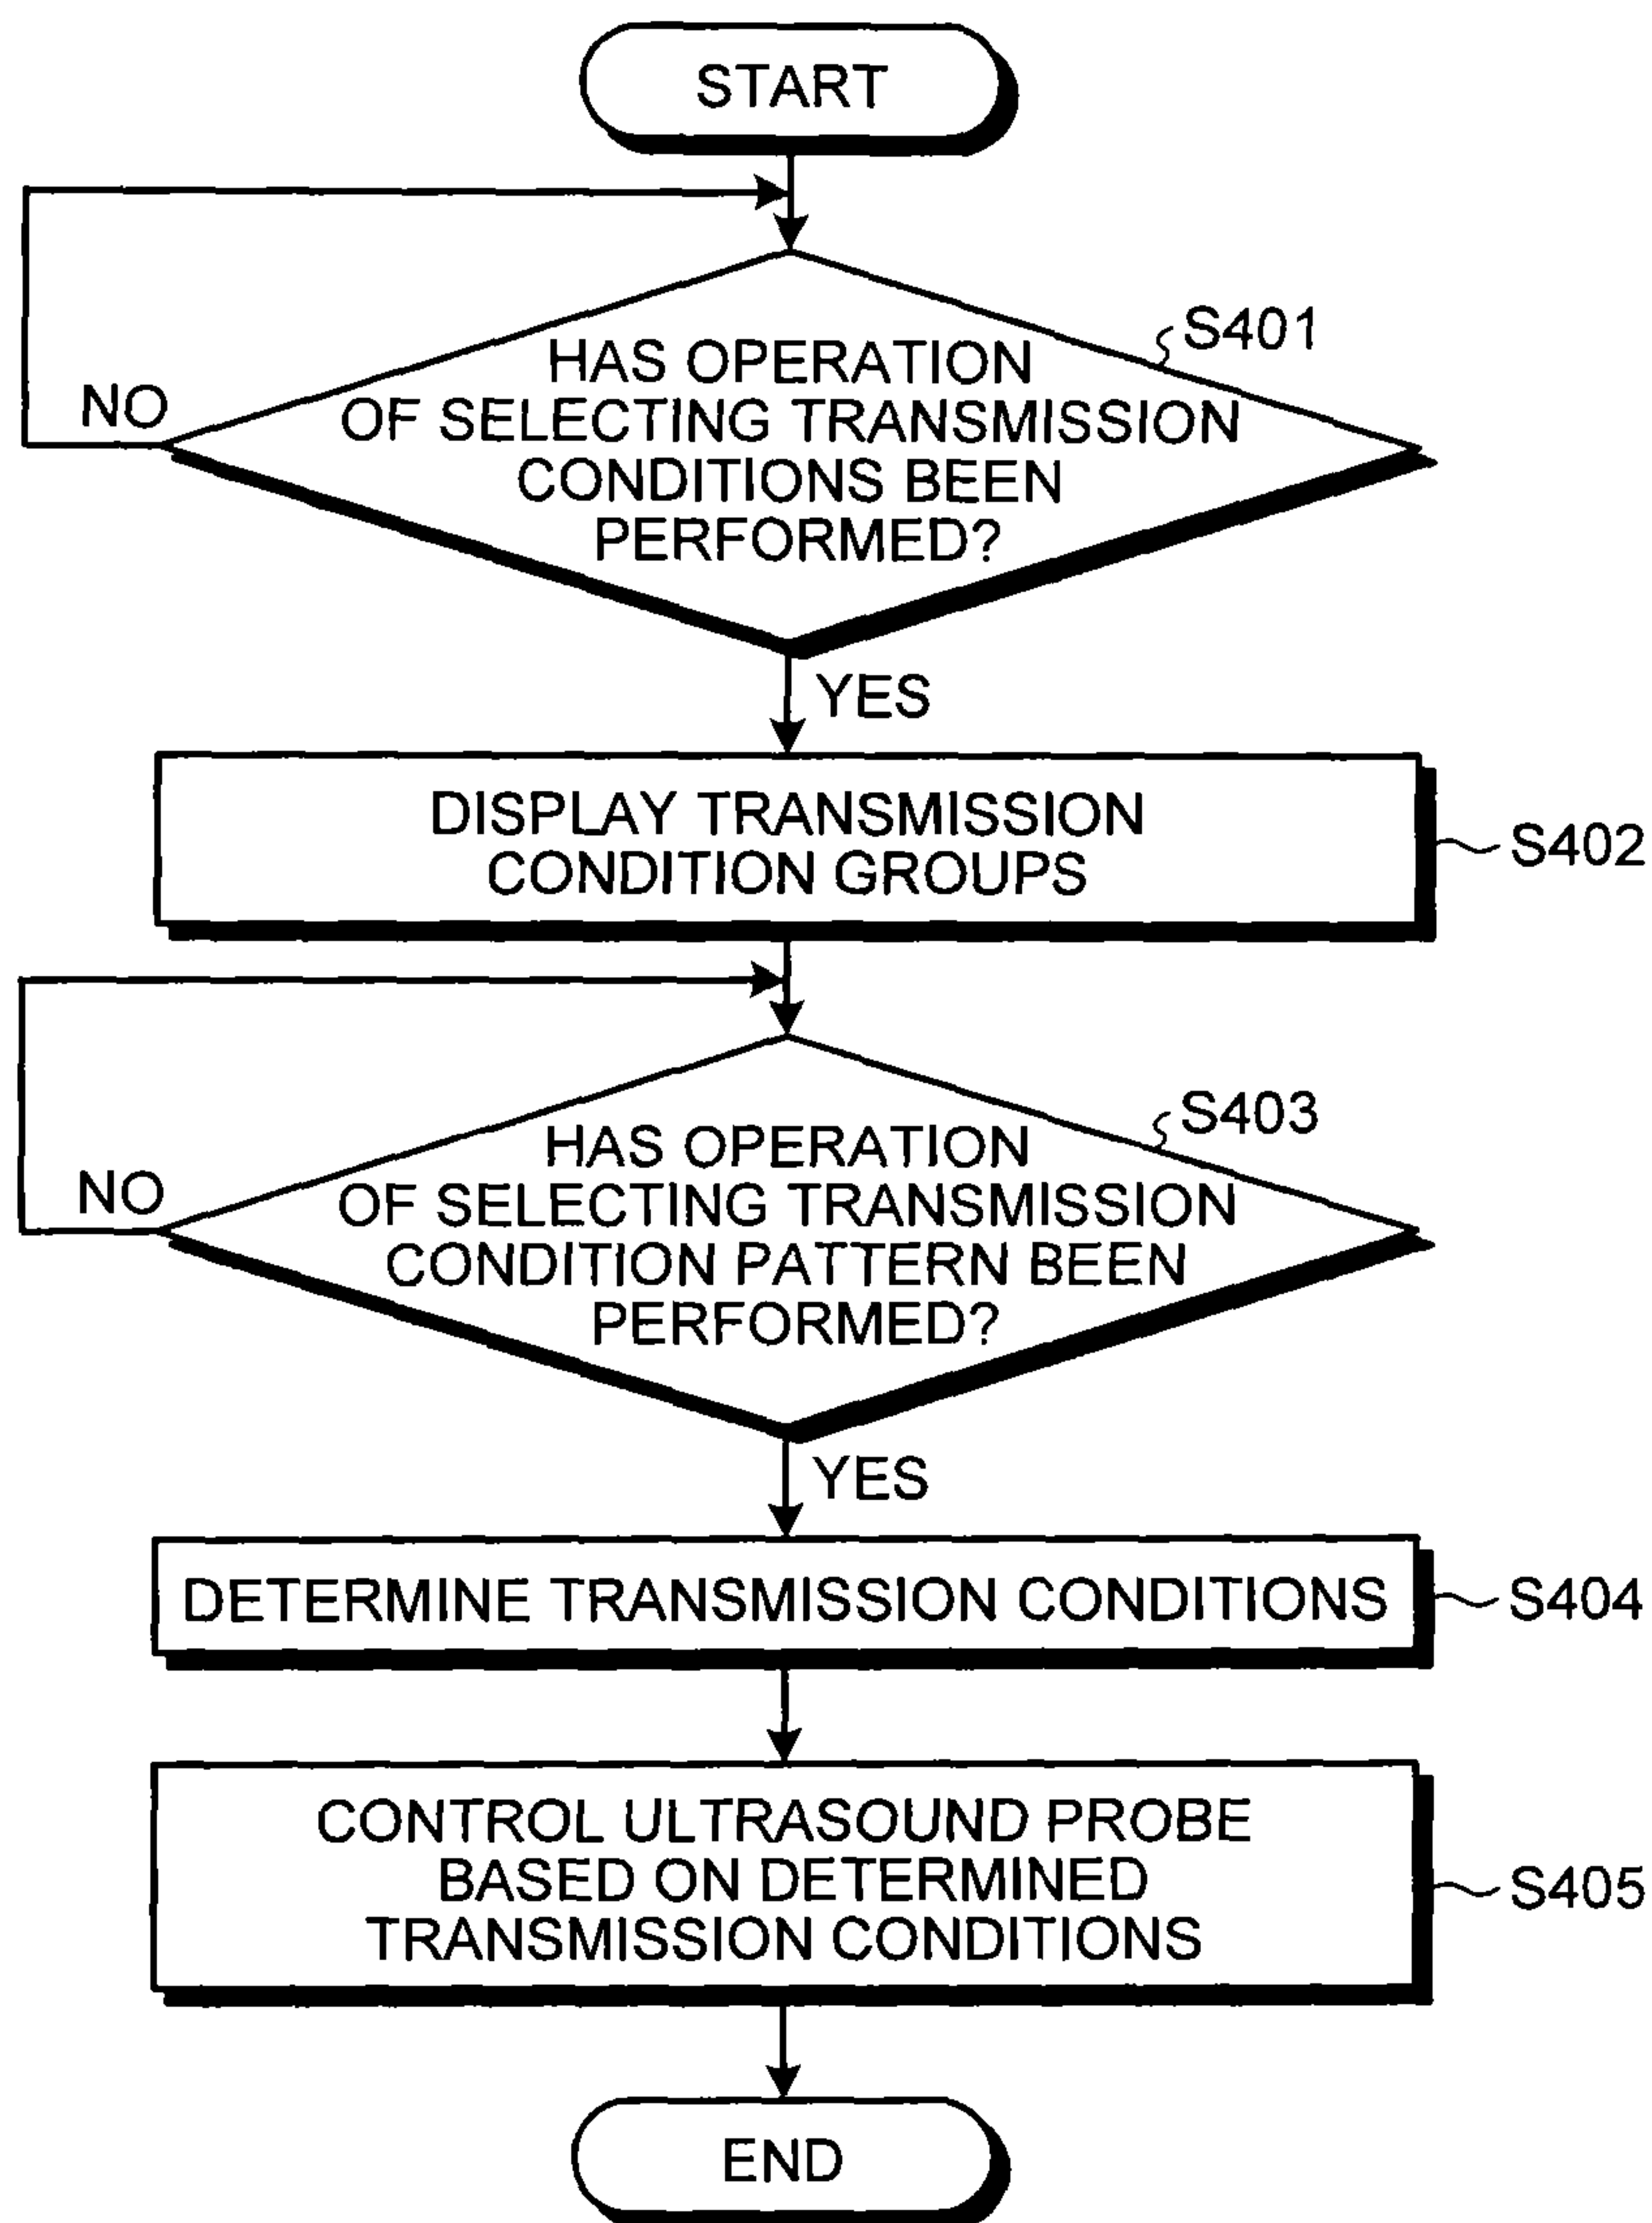 START
S401
HAS OPERATION
OF SELECTING TRANSMISSION
CONDITIONS BEEN
PERFORMED?
NO
YES
DISPLAY TRANSMISSION
CONDITION GROUPS
S402
S403
HAS OPERATION
OF SELECTING TRANSMISSION
CONDITION PATTERN BEEN
PERFORMED?
NO
YES
DETERMINE TRANSMISSION CONDITIONS
S404
CONTROL ULTRASOUND PROBE
BASED ON DETERMINED
TRANSMISSION CONDITIONS
S405
END